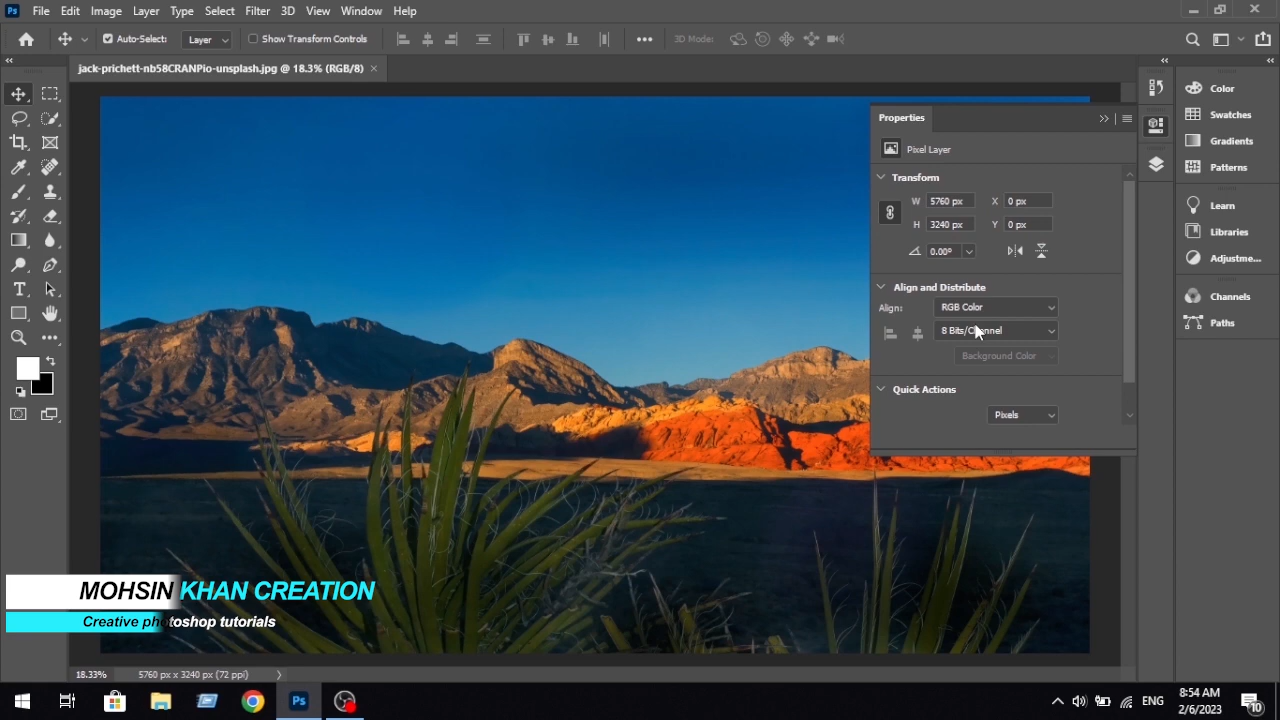 Ps File Edit Image Layer Type Select Filter 3D View Window Help
Auto-Select: Layer Show Transform Controls 3D Mode:
jack-prichett-nb58CRANPio-unsplash.jpg @ 18.3% (RGB/8)
Properties
Pixel Layer
Transform
W 5760 px X 0 px
H 3240 px Y 0 px
0.00°
Align and Distribute
Align: RGB Color
8 Bits/Channel
Background Color
Quick Actions
Pixels
Color
Swatches
Gradients
Patterns
Learn
Libraries
Adjustme...
Channels
Paths
MOHSIN KHAN CREATION
Creative photoshop tutorials
18.33% 5760 px x 3240 px (72 ppi)
Ps
ENG
8:54 AM
2/6/2023
10